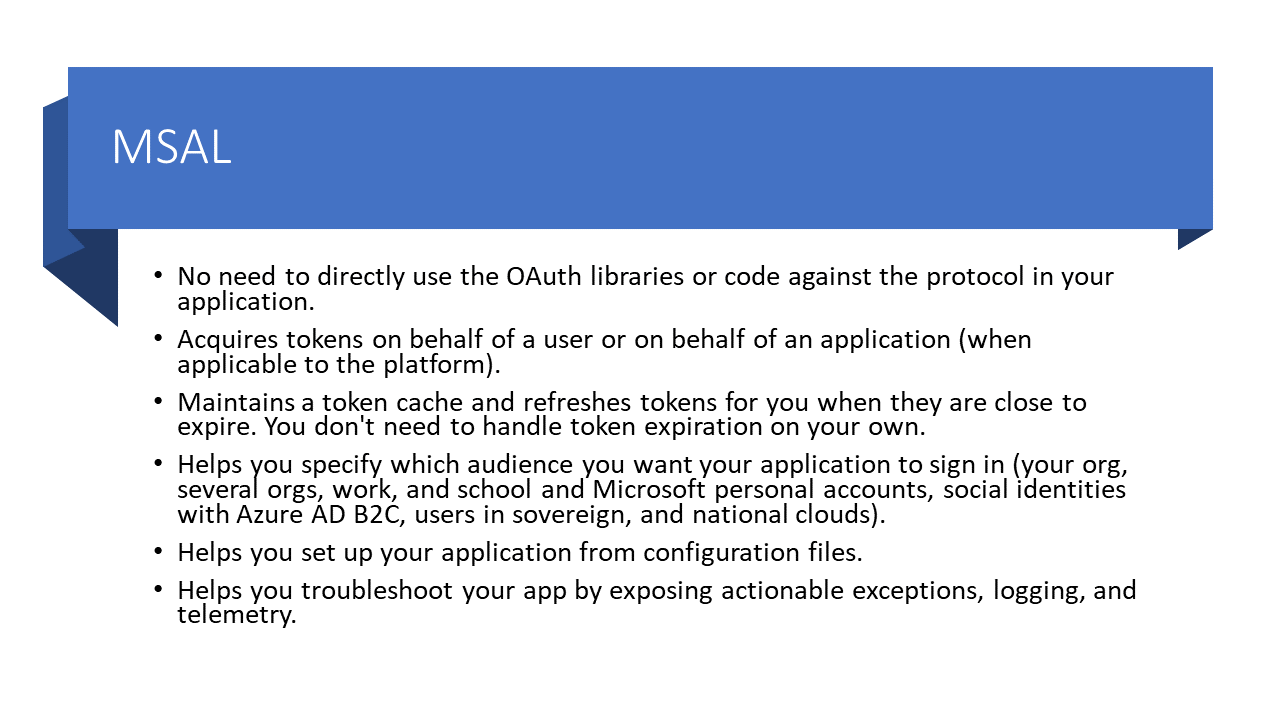 MSAL
• No need to directly use the OAuth libraries or code against the protocol in your
application.
• Acquires tokens on behalf of a user or on behalf of an application (when
applicable to the platform).
• Maintains a token cache and refreshes tokens for you when they are close to
expire. You don't need to handle token expiration on your own.
• Helps you specify which audience you want your application to sign in (your org,
several orgs, work, and school and Microsoft personal accounts, social identities
with Azure AD B2C, users in sovereign, and national clouds).
• Helps you set up your application from configuration files.
• Helps you troubleshoot your app by exposing actionable exceptions, logging, and
telemetry.